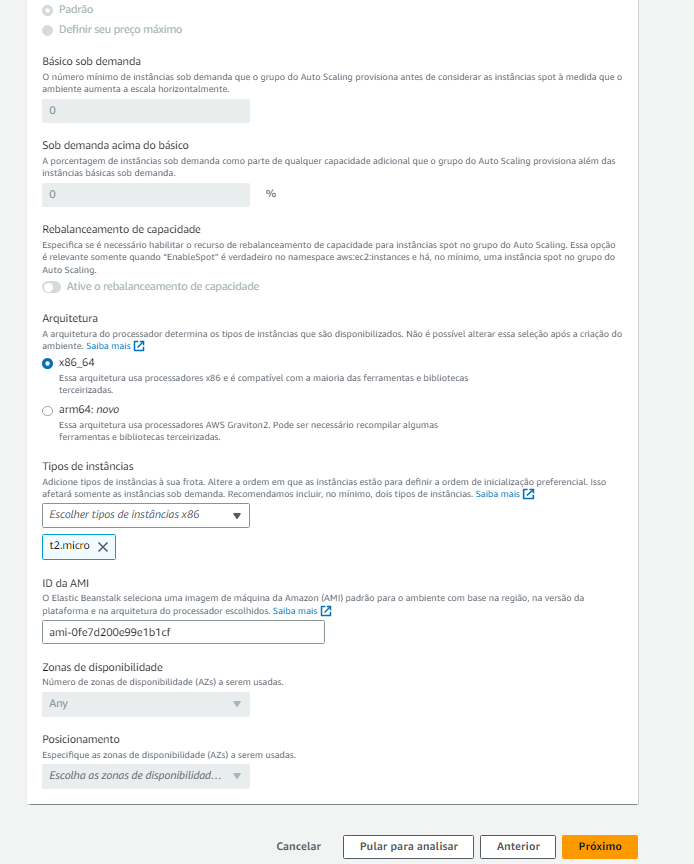 Padrão
Definir seu preço máximo
Básico sob demanda
O número mínimo de instâncias sob demanda que o grupo do Auto Scaling provisiona antes de considerar as instâncias spot à medida que o
ambiente aumenta a escala horizontalmente.
0
Sob demanda acima do básico
A porcentagem de instâncias sob demanda como parte de qualquer capacidade adicional que o grupo do Auto Scaling provisiona além das
instâncias básicas sob demanda.
0 %
Rebalanceamento de capacidade
Especifica se é necessário habilitar o recurso de rebalanceamento de capacidade para instâncias spot no grupo do Auto Scaling. Essa opção
é relevante somente quando “EnableSpot” é verdadeiro no namespace aws:ec2:instances e há, no mínimo, uma instância spot no grupo do
Auto Scaling.
Ative o rebalanceamento de capacidade
Arquitetura
A arquitetura do processador determina os tipos de instâncias que são disponibilizados. Não é possível alterar essa seleção após a criação do
ambiente. Saiba mais
x86_64
Essa arquitetura usa processadores x86 e é compatível com a maioria das ferramentas e bibliotecas
terceirizadas.
arm64: novo
Essa arquitetura usa processadores AWS Graviton2. Pode ser necessário recompilar algumas
ferramentas e bibliotecas terceirizadas.
Tipos de instâncias
Adicione tipos de instâncias à sua frota. Altere a ordem em que as instâncias estão para definir a ordem de inicialização preferencial. Isso
afetará somente as instâncias sob demanda. Recomendamos incluir, no mínimo, dois tipos de instâncias. Saiba mais
Escolher tipos de instâncias x86
t2.micro
ID da AMI
O Elastic Beanstalk seleciona uma imagem de máquina da Amazon (AMI) padrão para o ambiente com base na região, na versão da
plataforma e na arquitetura do processador escolhidos. Saiba mais
ami-0fe7d200e99e1b1cf
Zonas de disponibilidade
Número de zonas de disponibilidade (AZs) a serem usadas.
Any
Posicionamento
Especifique as zonas de disponibilidade (AZs) a serem usadas.
Escolha as zonas de disponibilidad...
Cancelar Pular para analisar Anterior Próximo